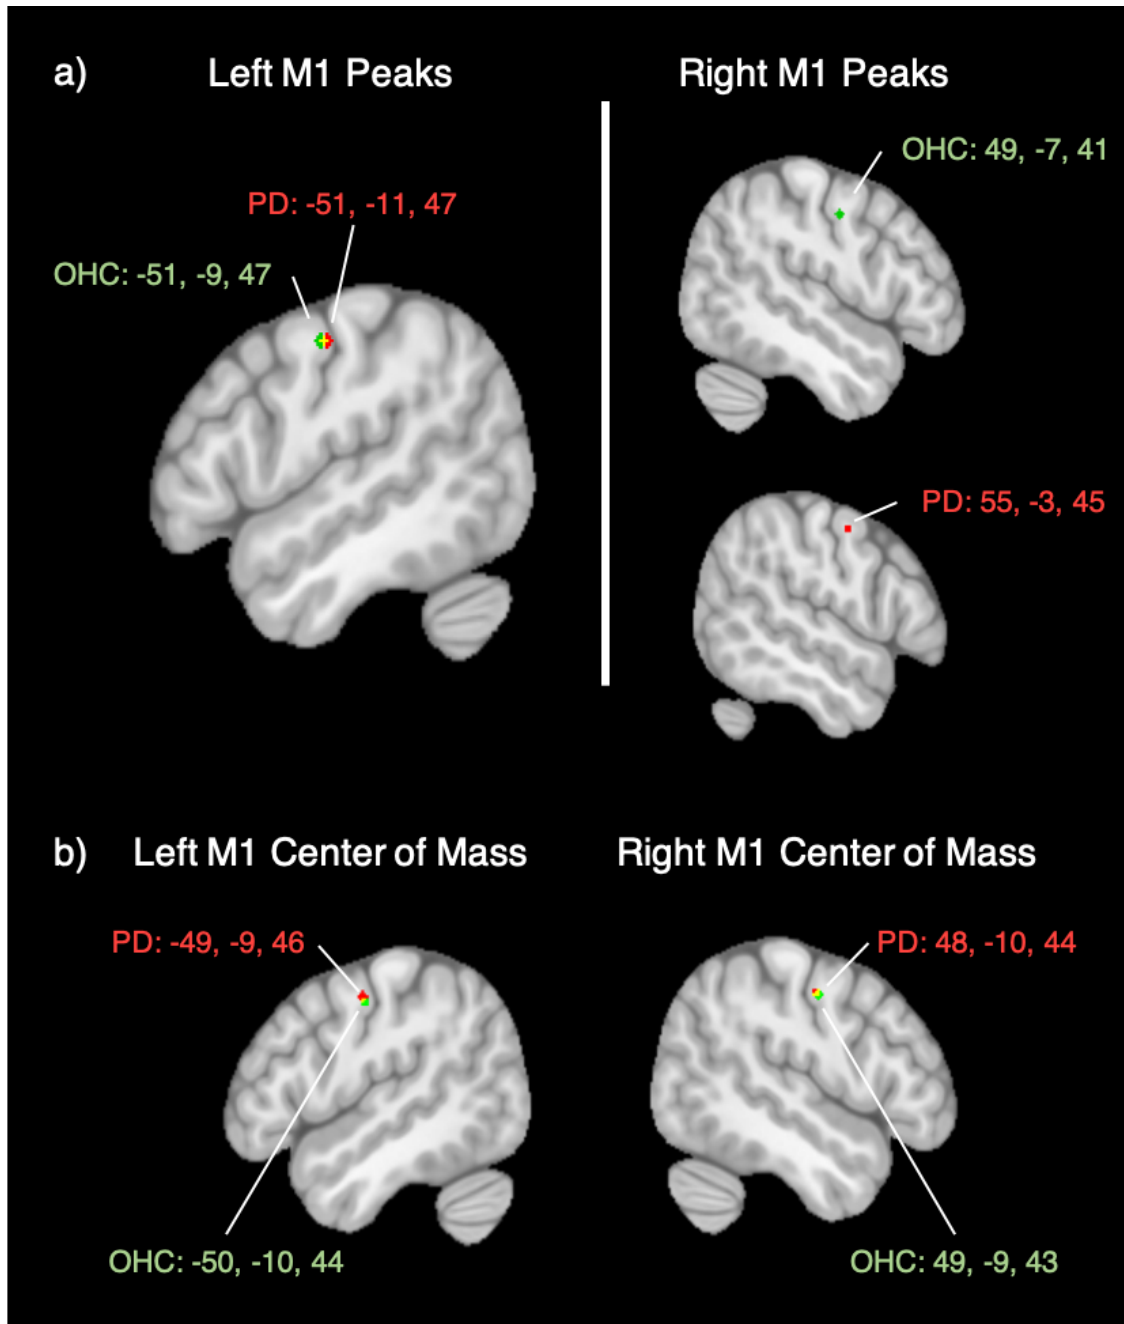 a)
Left M1 Peaks
Right M1 Peaks
OHC: 49, -7, 41
PD: -51, -11, 47
OHC: -51, -9, 47
PD: 55, -3, 45
b)
Left M1 Center of Mass
Right M1 Center of Mass
PD: -49, -9, 46
PD: 48, -10, 44
OHC: -50, -10, 44
OHC: 49, -9, 43